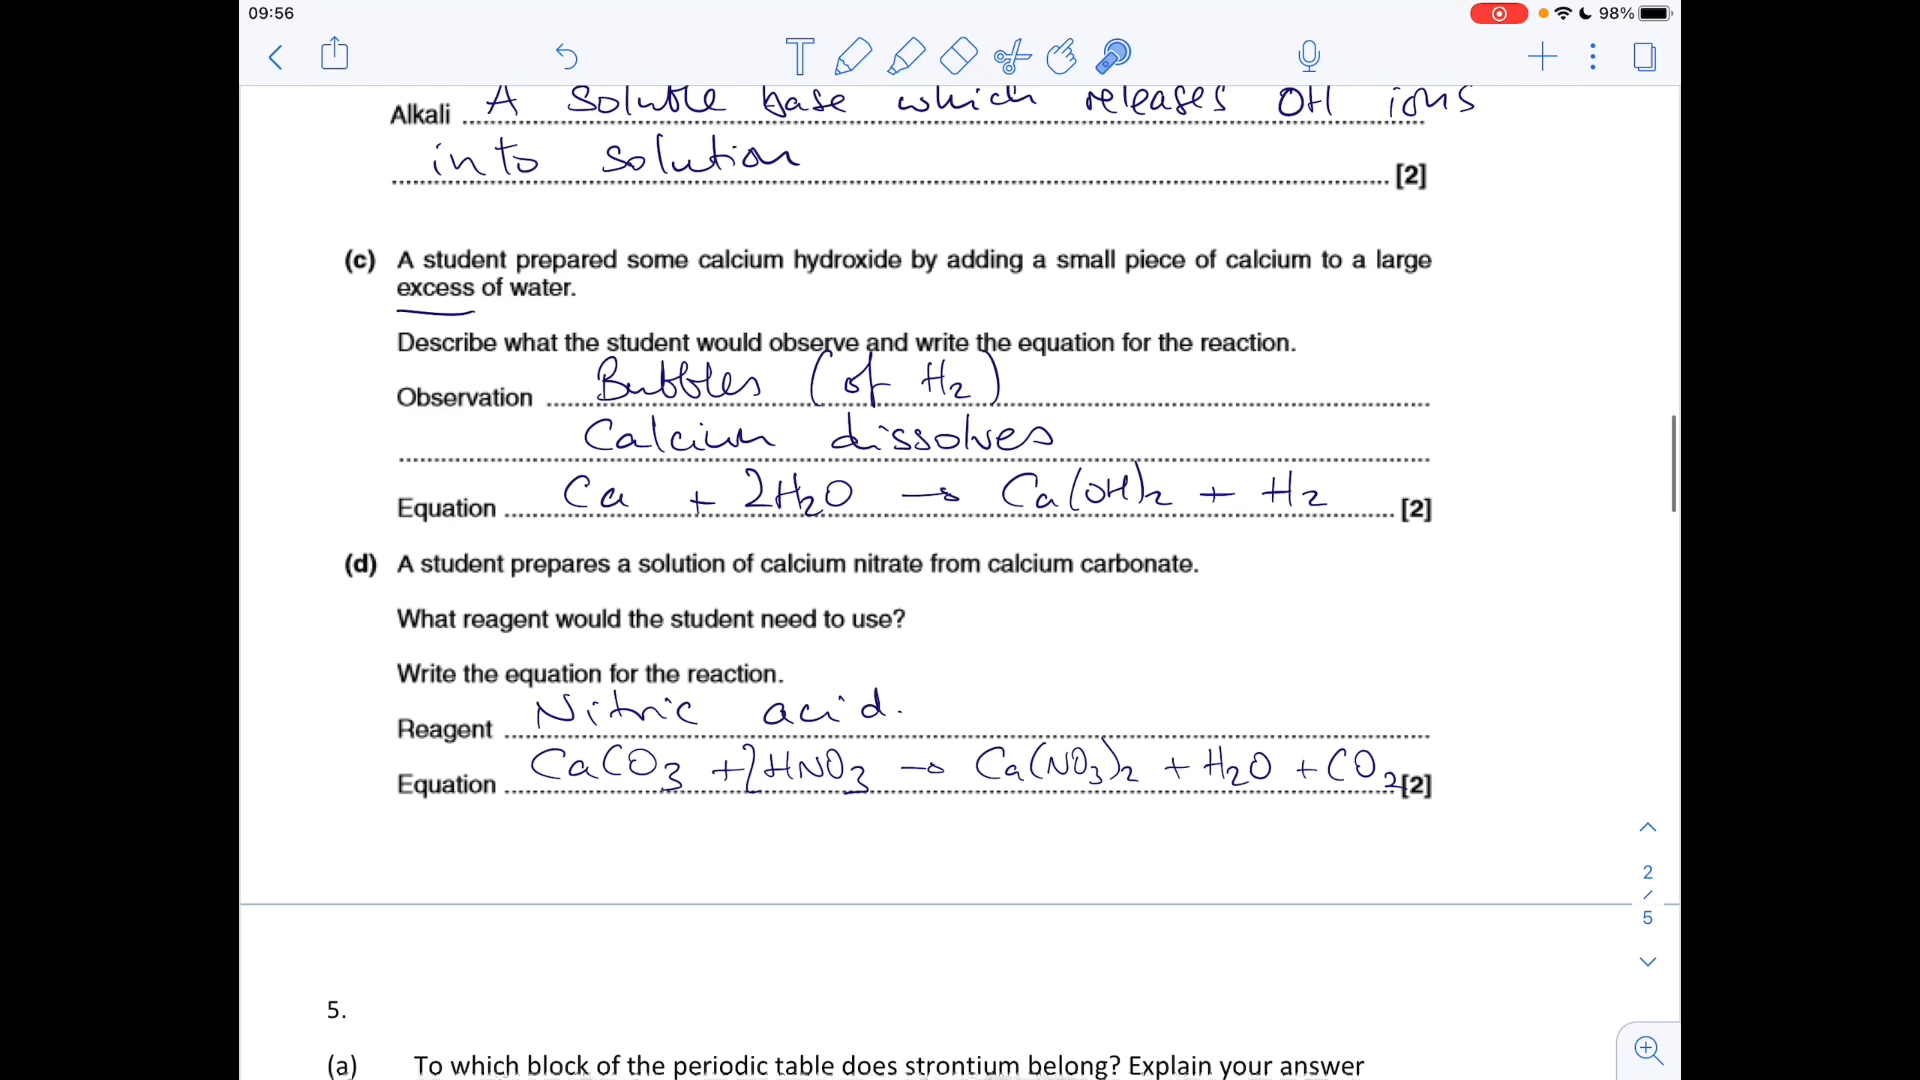 09:56
98%
Alkali A soluble base which releases OH ions
into solution
[2]
(c) A student prepared some calcium hydroxide by adding a small piece of calcium to a large
excess of water.
Describe what the student would observe and write the equation for the reaction.
Observation Bubbles (of H2)
Calcium dissolves
Equation Ca + 2H2O → Ca(OH)2 + H2 [2]
(d) A student prepares a solution of calcium nitrate from calcium carbonate.
What reagent would the student need to use?
Write the equation for the reaction.
Reagent Nitric acid.
Equation CaCO3 + 2HNO3 → Ca(NO3)2 + H2O + CO2 [2]
2
/
5
5.
(a) To which block of the periodic table does strontium belong? Explain your answer